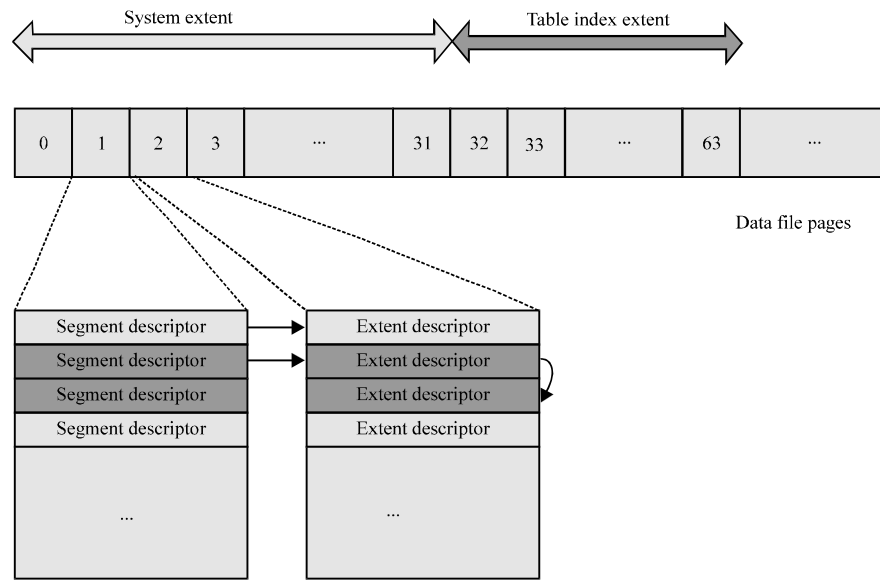 System extent
Table index extent
0 1 2 3 ... 31 32 33 ... 63 ...
Data file pages
Segment descriptor
Segment descriptor
Segment descriptor
Segment descriptor
...
Extent descriptor
Extent descriptor
Extent descriptor
Extent descriptor
...